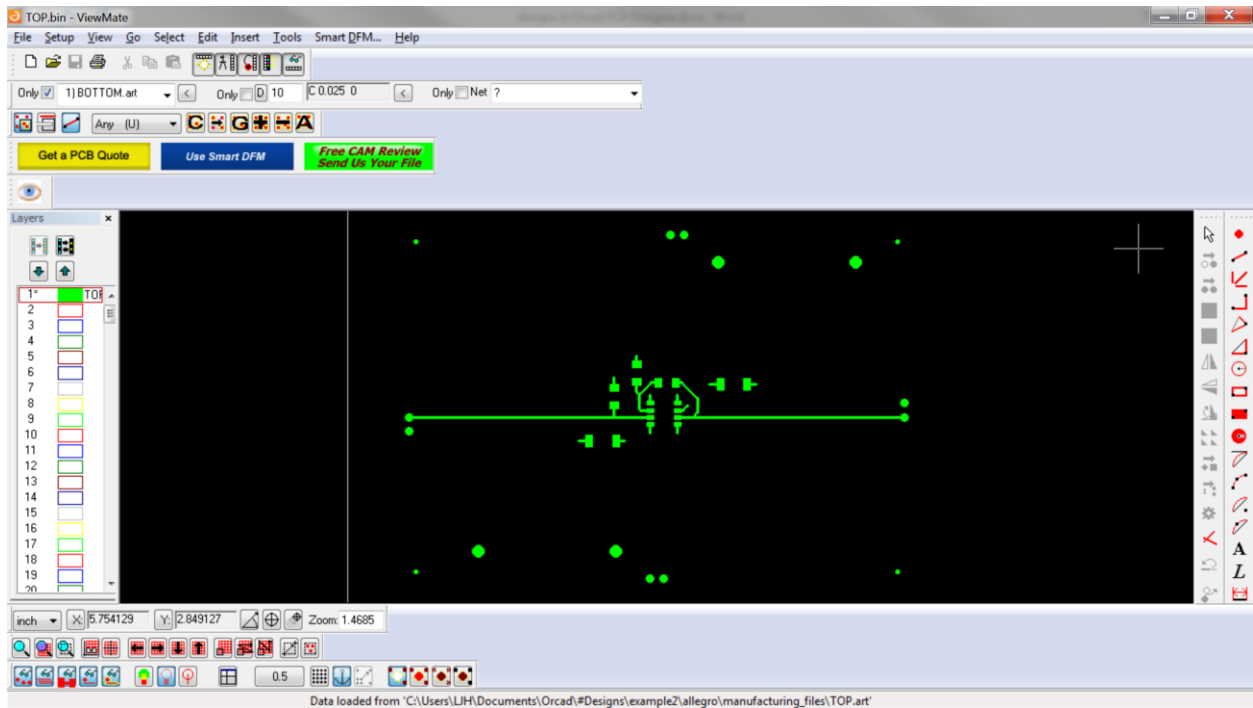 TOP.bin - ViewMate
File Setup View Go Select Edit Insert Tools Smart DFM... Help
Only 1) BOTTOM.art < Only D 10 C 0.025 0 < Only Net ?
Any (U) C G A
Get a PCB Quote Use Smart DFM Free CAM Review
Send Us Your File
Layers
1* TOP
2
3
4
5
6
7
8
9
10
11
12
13
14
15
16
17
18
19
20
A
L
inch X: 5.754129 Y: 2.849127 Zoom: 1.4685
0.5
Data loaded from 'C:\Users\LJH\Documents\Orcad\#Designs\example2\allegro\manufacturing_files\TOP.art'